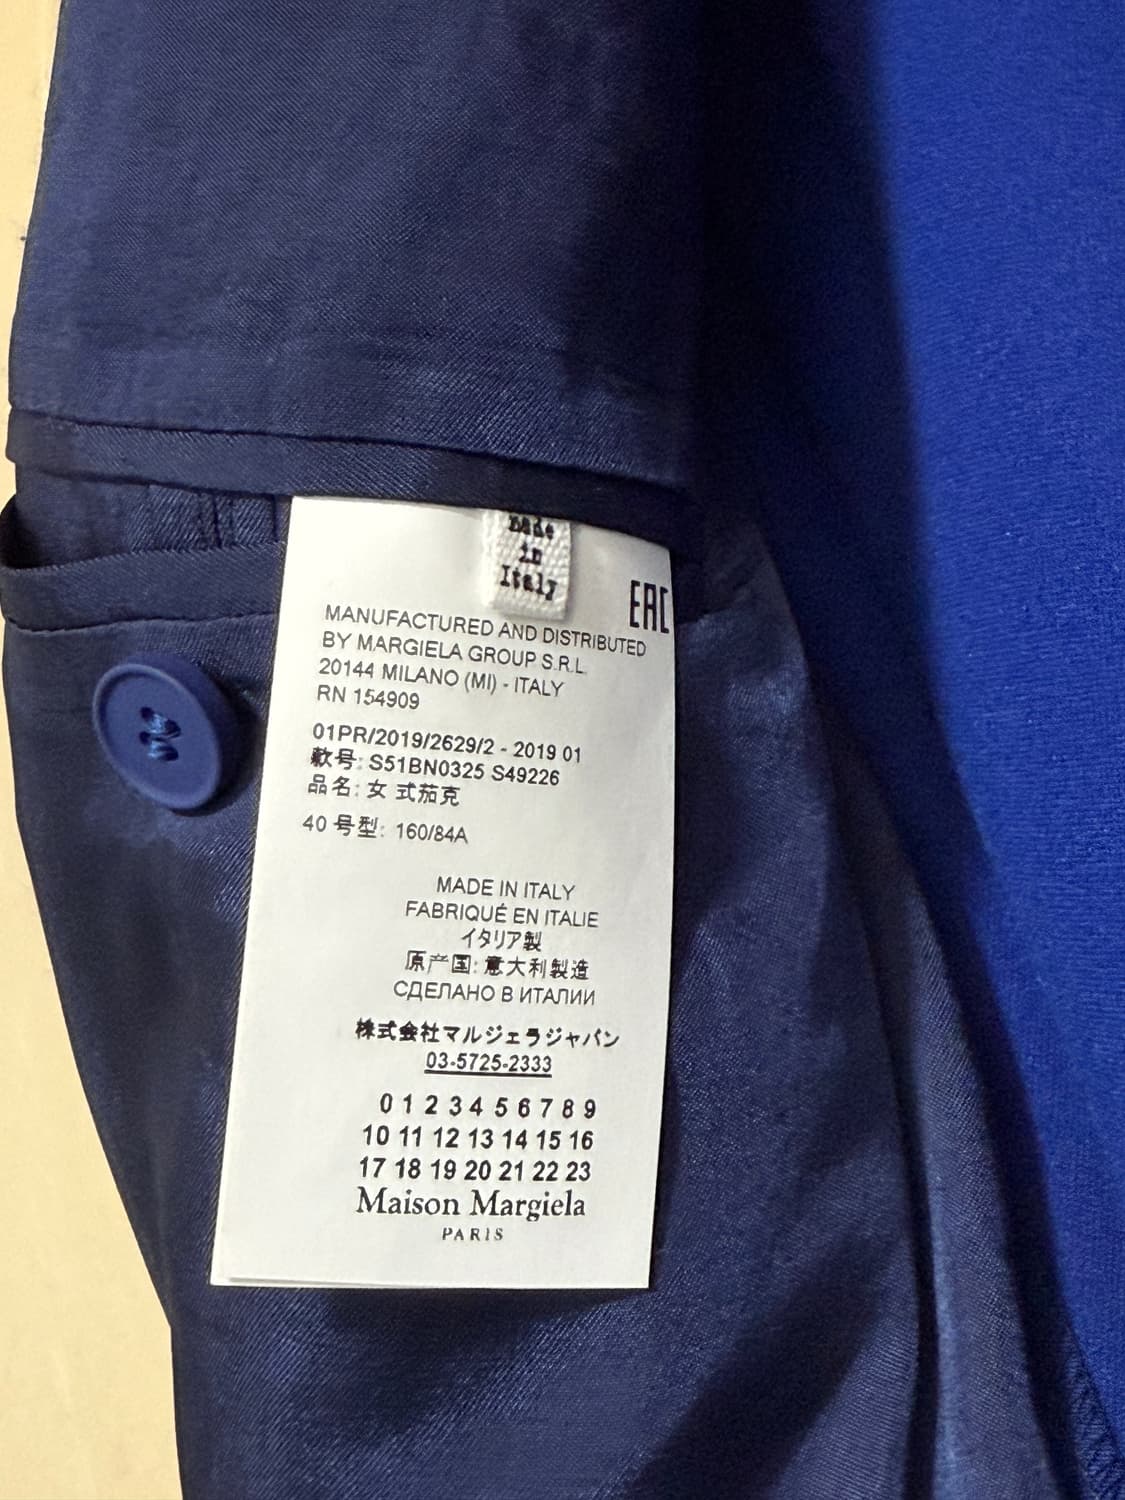 made
in
Italy
EAC
MANUFACTURED AND DISTRIBUTED
BY MARGIELA GROUP S.R.L.
20144 MILANO (MI) - ITALY
RN 154909
01PR/2019/2629/2 - 2019 01
款号: S51BN0325 S49226
品名: 女 式茄克
40 号型: 160/84A
MADE IN ITALY
FABRIQUÉ EN ITALIE
イタリア製
原产国: 意大利製造
СДЕЛАНО В ИТАЛИИ
株式会社マルジェラジャパン
03-5725-2333
0 1 2 3 4 5 6 7 8 9
10 11 12 13 14 15 16
17 18 19 20 21 22 23
Maison Margiela
PARIS